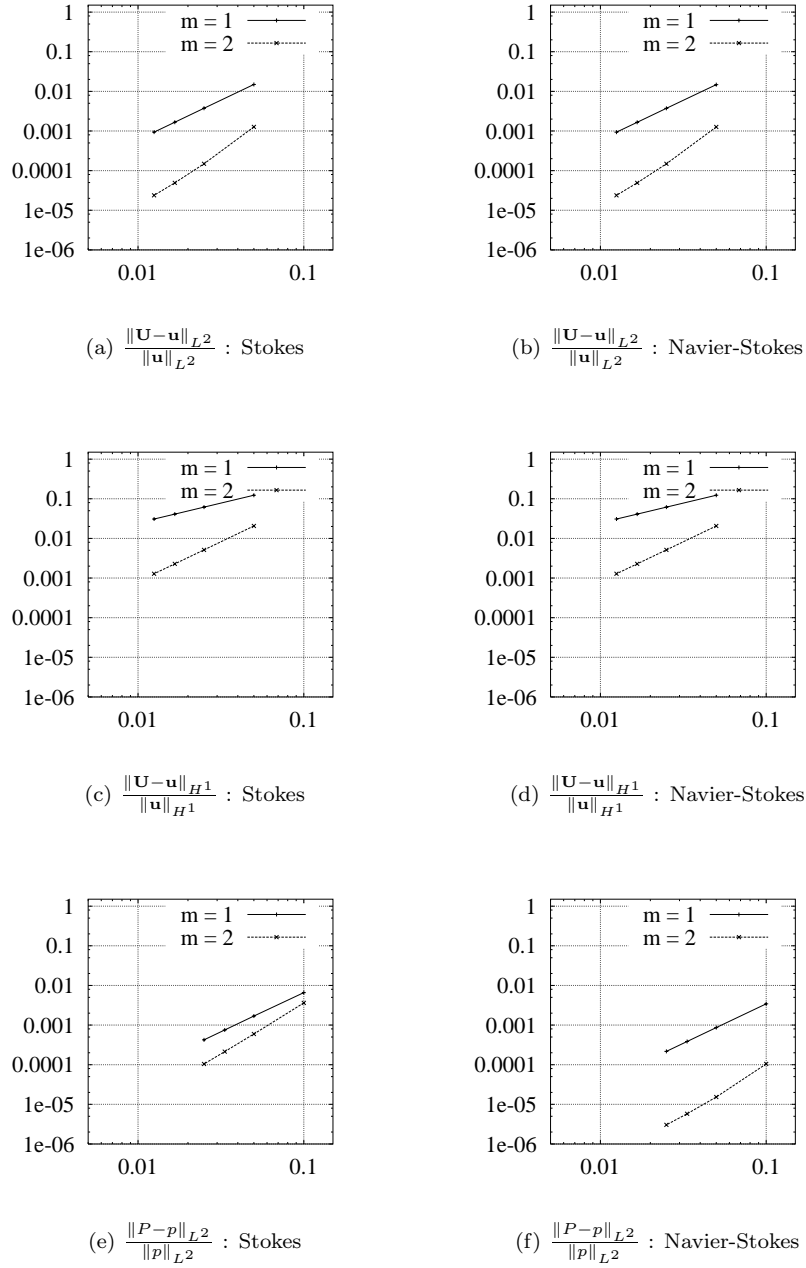 m = 1
m = 2
1
0.1
0.01
0.001
0.0001
1e-05
1e-06
0.01 0.1
(a) ‖U−u‖_{L²} / ‖u‖_{L²} : Stokes
m = 1
m = 2
1
0.1
0.01
0.001
0.0001
1e-05
1e-06
0.01 0.1
(b) ‖U−u‖_{L²} / ‖u‖_{L²} : Navier-Stokes
m = 1
m = 2
1
0.1
0.01
0.001
0.0001
1e-05
1e-06
0.01 0.1
(c) ‖U−u‖_{H¹} / ‖u‖_{H¹} : Stokes
m = 1
m = 2
1
0.1
0.01
0.001
0.0001
1e-05
1e-06
0.01 0.1
(d) ‖U−u‖_{H¹} / ‖u‖_{H¹} : Navier-Stokes
m = 1
m = 2
1
0.1
0.01
0.001
0.0001
1e-05
1e-06
0.01 0.1
(e) ‖P−p‖_{L²} / ‖p‖_{L²} : Stokes
m = 1
m = 2
1
0.1
0.01
0.001
0.0001
1e-05
1e-06
0.01 0.1
(f) ‖P−p‖_{L²} / ‖p‖_{L²} : Navier-Stokes